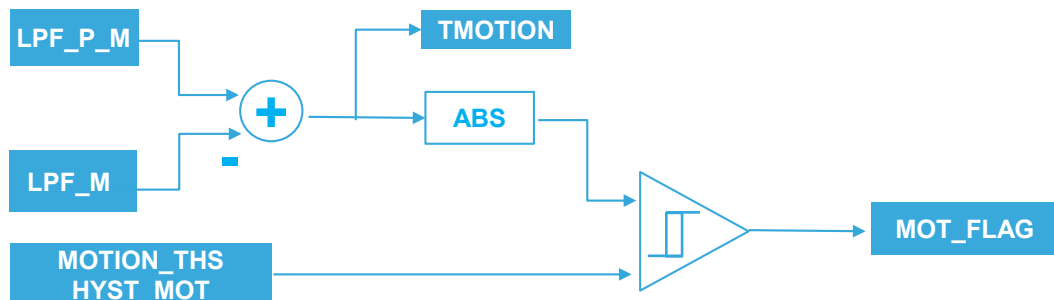 LPF_P_M
TMOTION
+
ABS
-
LPF_M
MOT_FLAG
MOTION_THS
HYST_MOT